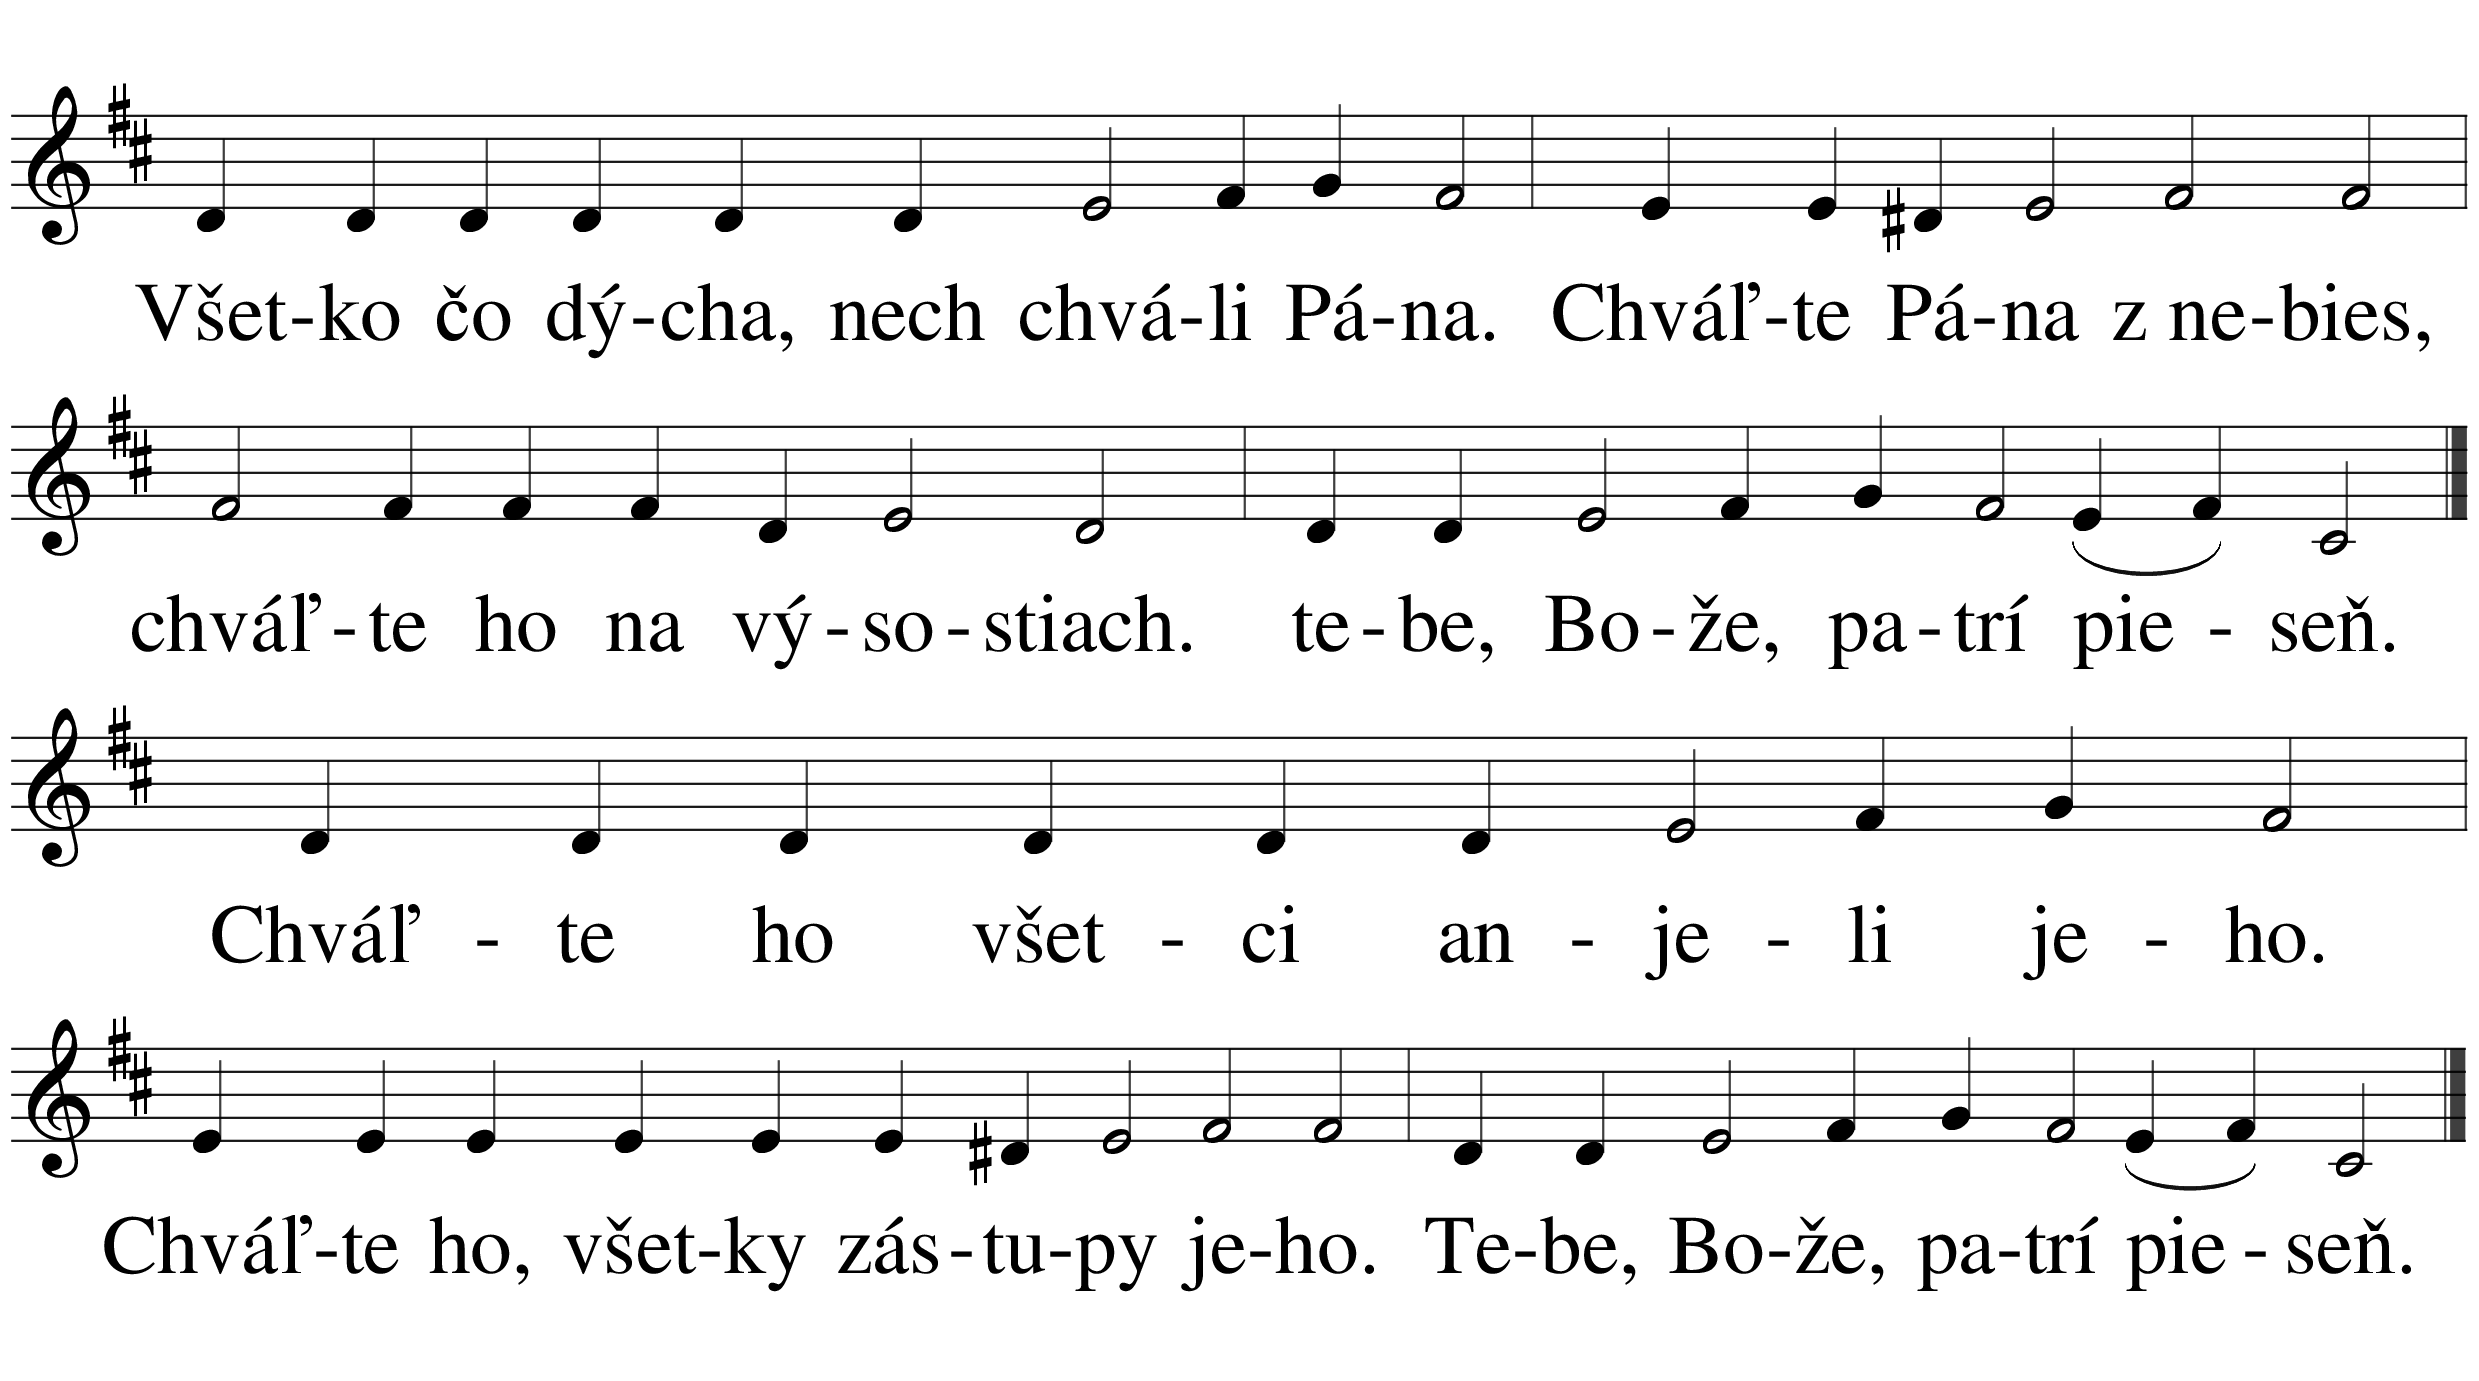 Všet-ko čo dý-cha, nech chvá-li Pá-na. Chváľ-te Pá-na z ne-bies,
chváľ-te ho na vý-so-stiach. te-be, Bo-že, pa-trí pie-seň.
Chváľ-te ho všet-ci an-je-li je-ho.
Chváľ-te ho, všet-ky zás-tu-py je-ho. Te-be, Bo-že, pa-trí pie-seň.